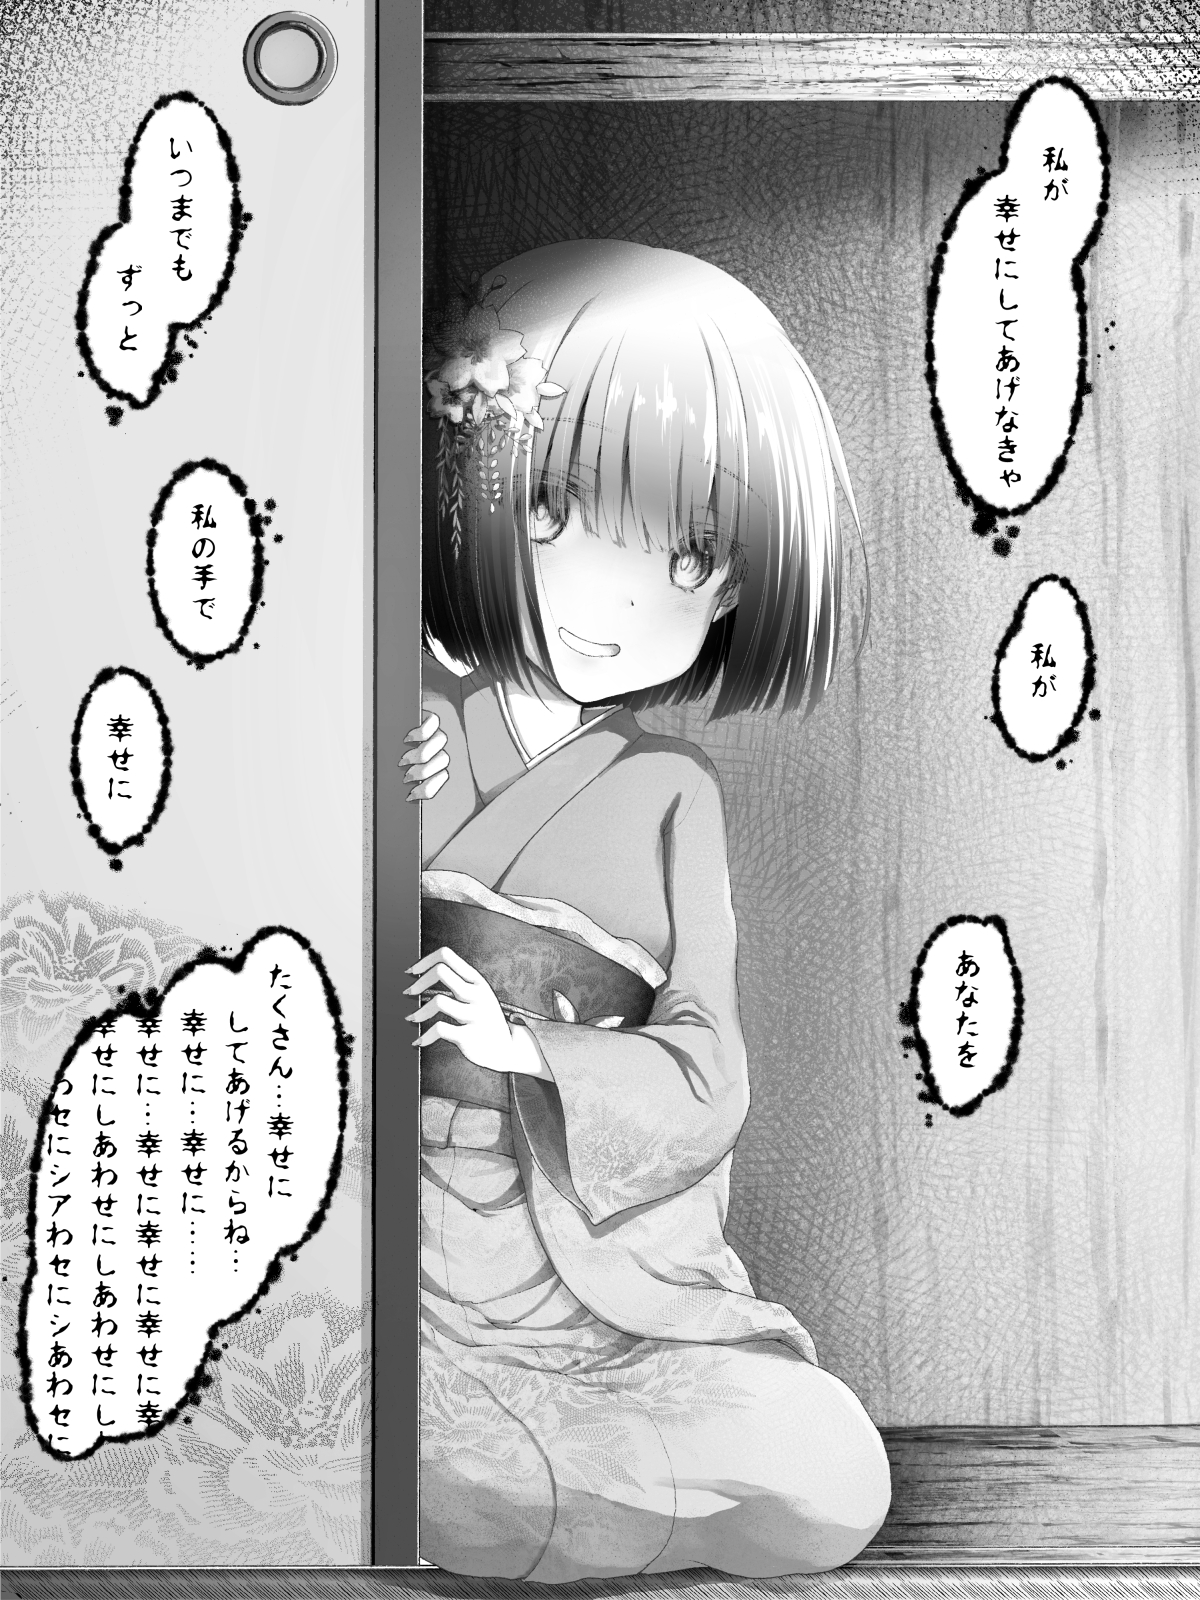 私が
幸せにしてあげなきゃ
私が
あなたを
いつまでも
ずっと
私の手で
幸せに
たくさん…幸せに
してあげるからね…
幸せに…幸せに……
幸せに…幸せに幸せに幸せに幸
幸せにしあわせにしあわせにし
わセにシアわセにシあわセに